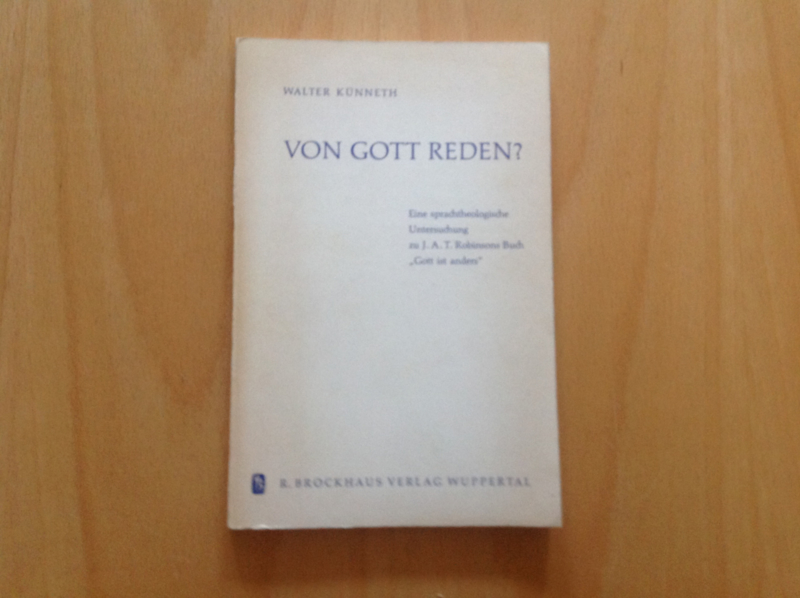 WALTER KÜNNETH
VON GOTT REDEN?
Eine sprachtheologische
Untersuchung
zu J. A. T. Robinsons Buch
„Gott ist anders“
R. BROCKHAUS VERLAG WUPPERTAL